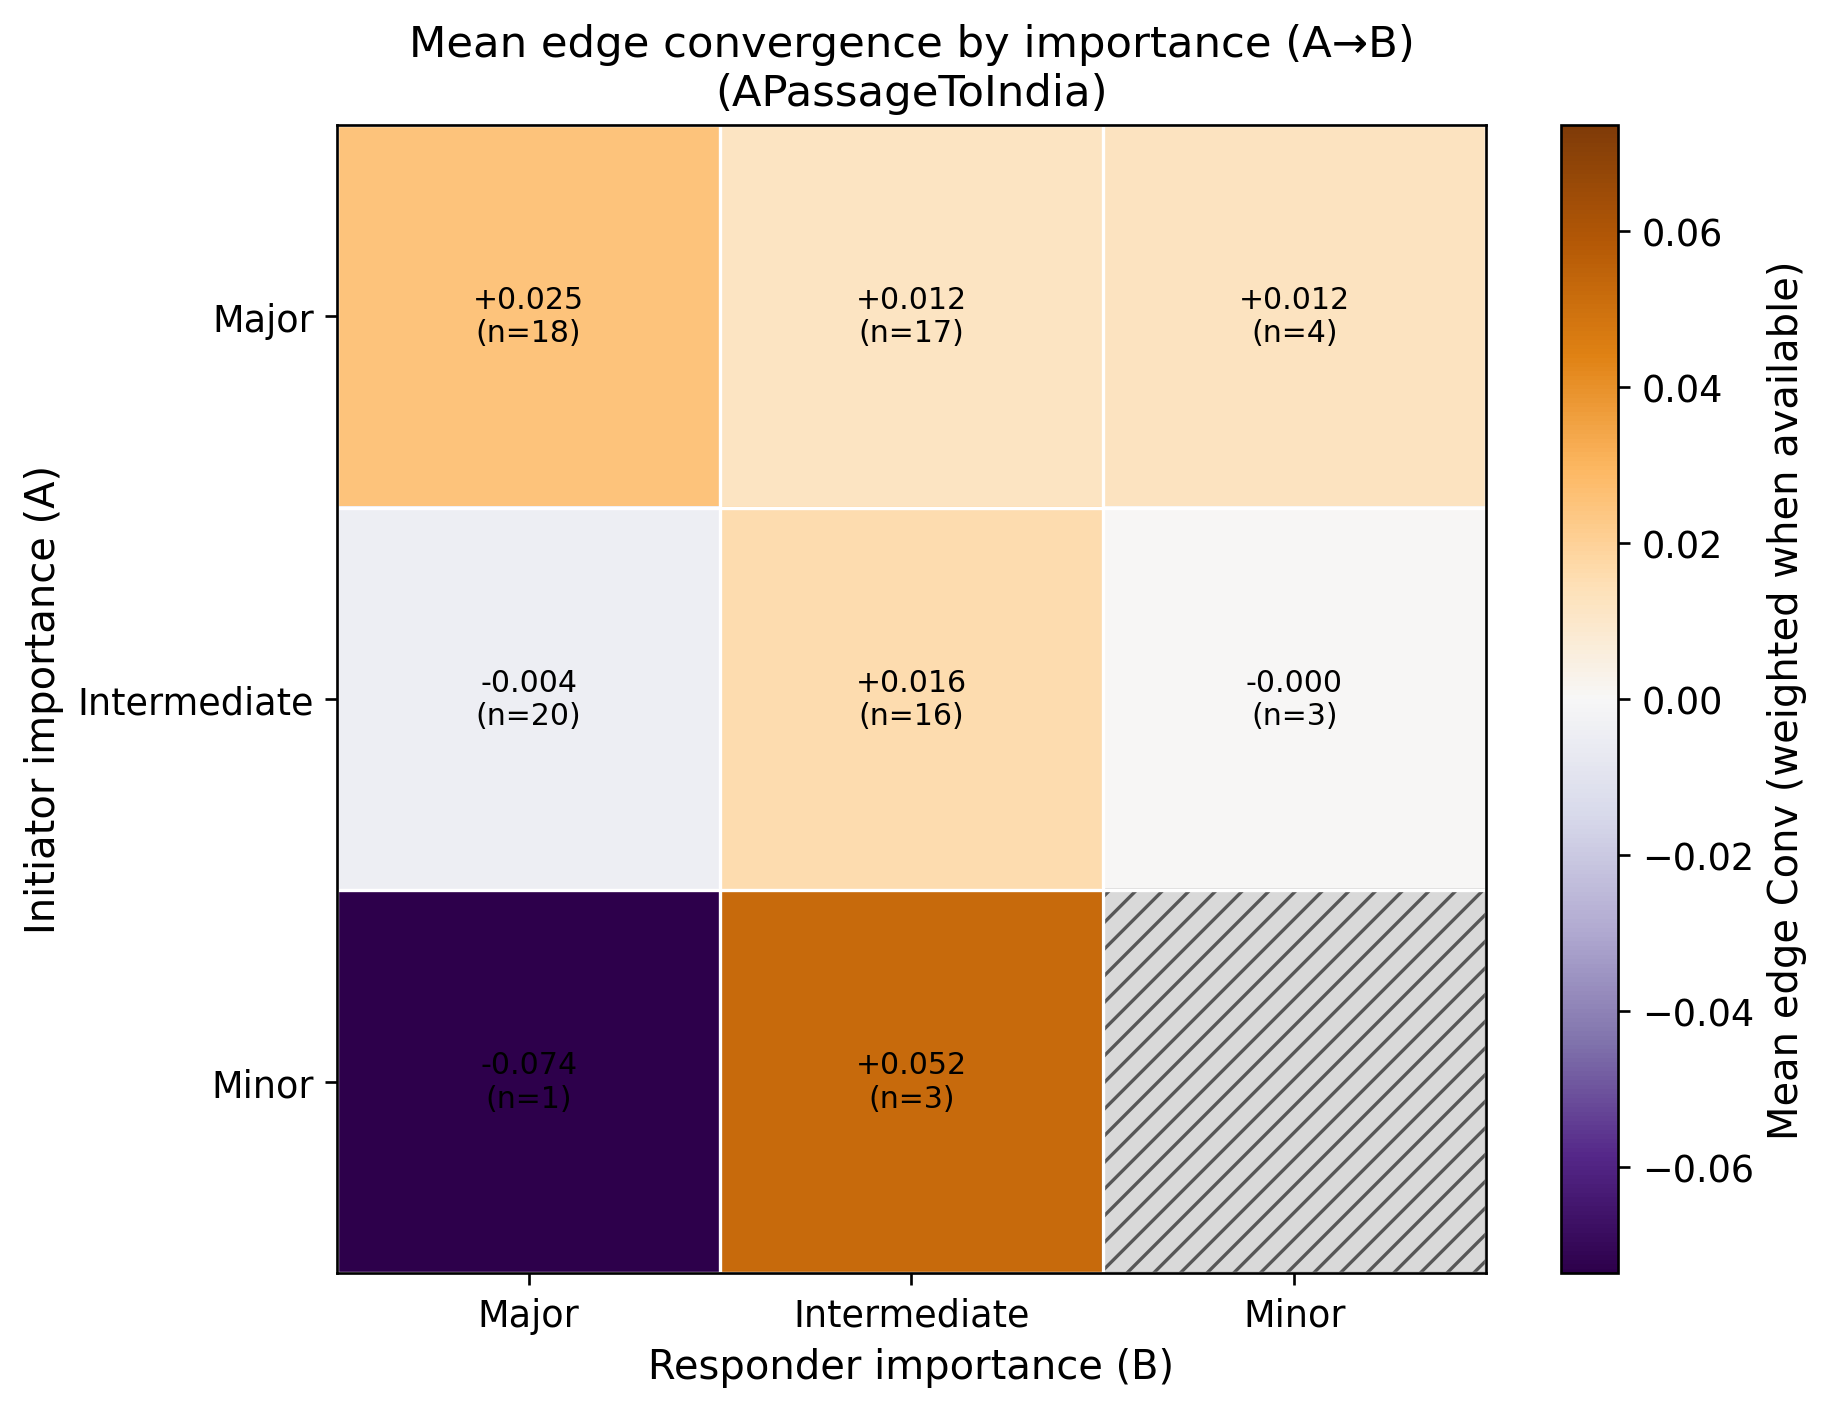 Mean edge convergence by importance (A→B)
(APassageToIndia)
Initiator importance (A)
Major
Intermediate
Minor
+0.025
(n=18)
+0.012
(n=17)
+0.012
(n=4)
-0.004
(n=20)
+0.016
(n=16)
-0.000
(n=3)
-0.074
(n=1)
+0.052
(n=3)
Major
Intermediate
Minor
Responder importance (B)
0.06
0.04
0.02
0.00
−0.02
−0.04
−0.06
Mean edge Conv (weighted when available)